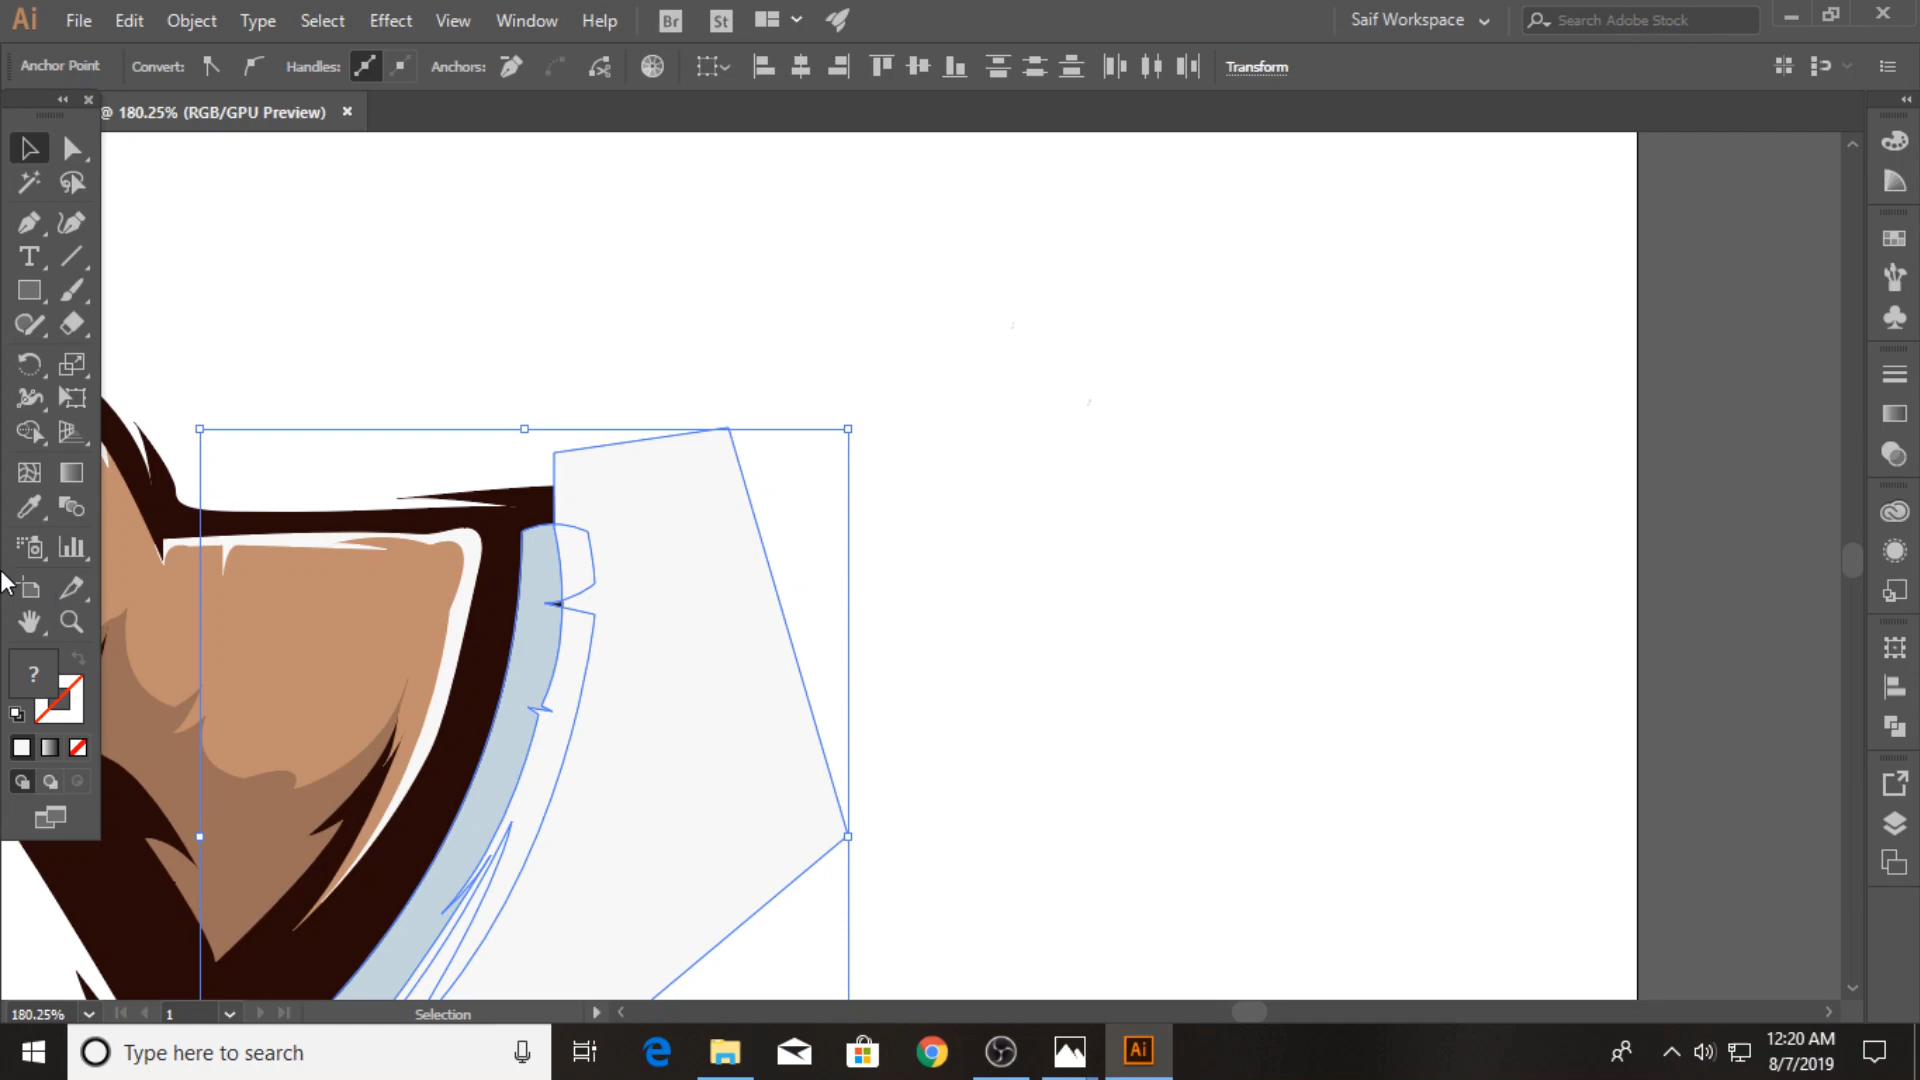 Ai File Edit Object Type Select Effect View Window Help Br St Saif Workspace Search Adobe Stock
Anchor Point Convert: Handles: Anchors: Transform
@ 180.25% (RGB/GPU Preview)
T
?
180.25% 1 Selection
Type here to search Ai 12:20 AM
8/7/2019